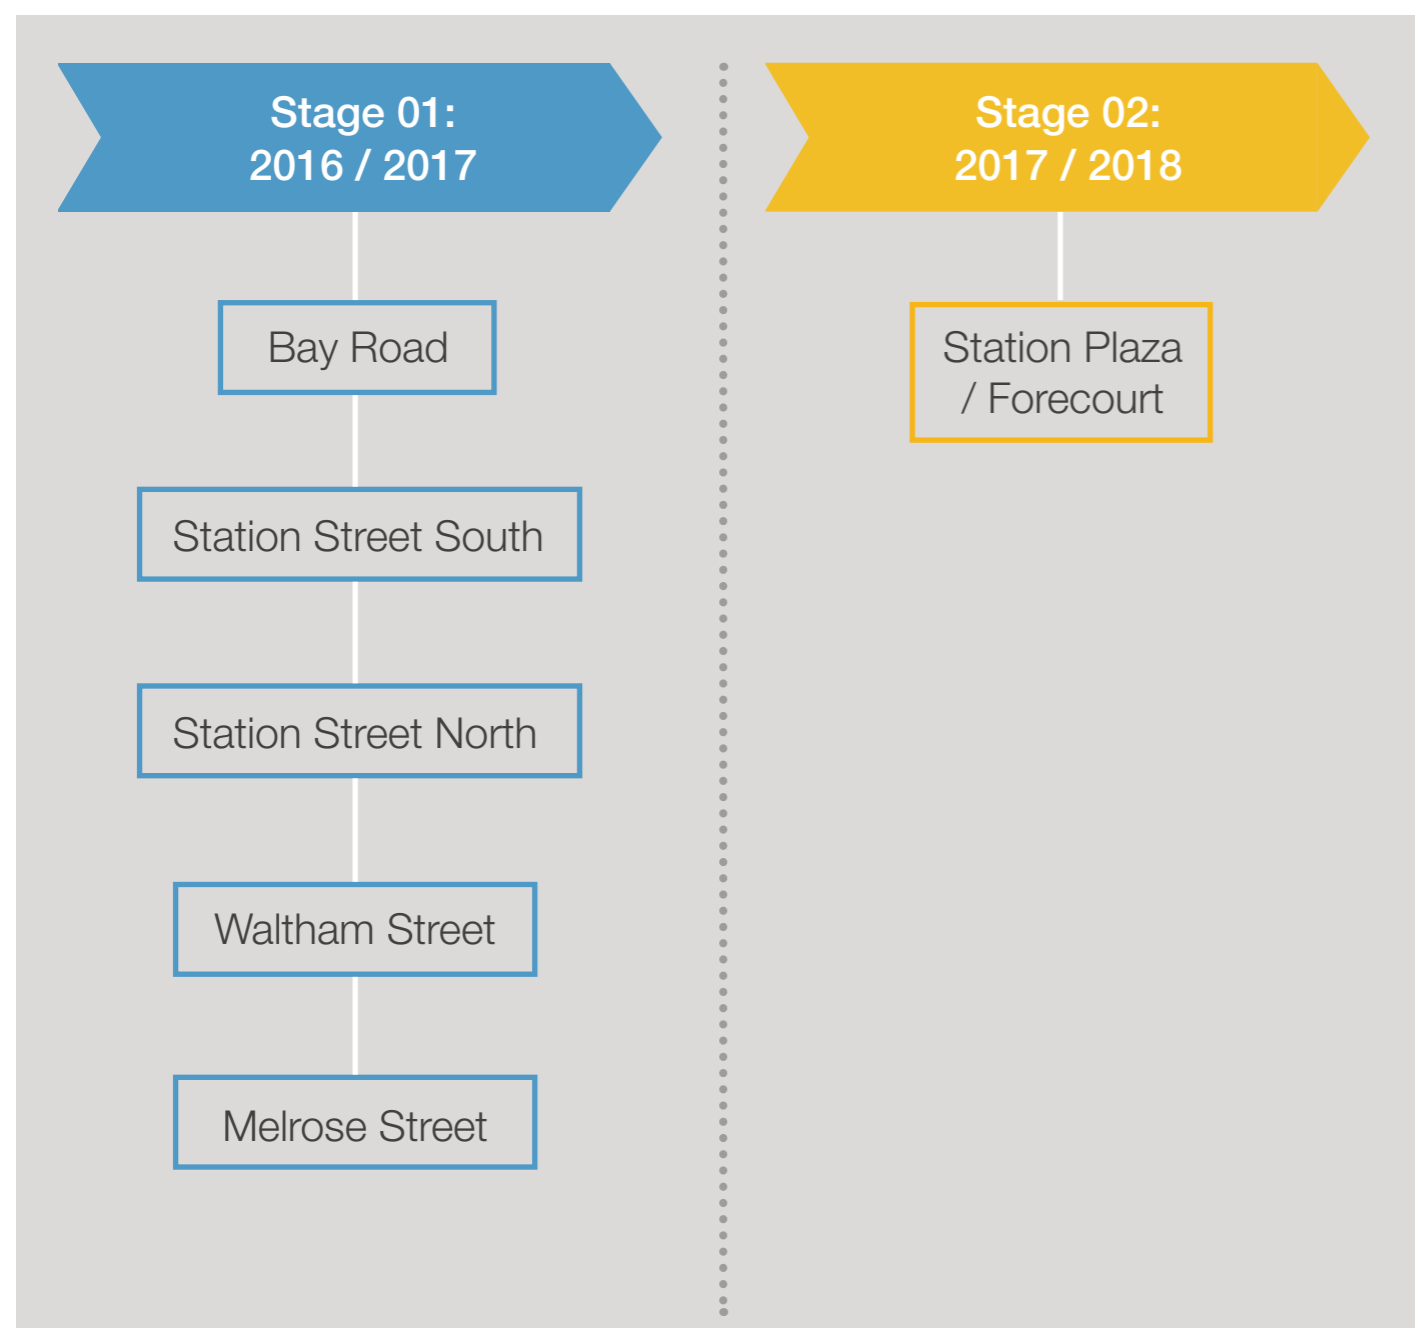 Stage 01:
2016 / 2017
Bay Road
Station Street South
Station Street North
Waltham Street
Melrose Street
Stage 02:
2017 / 2018
Station Plaza
/ Forecourt